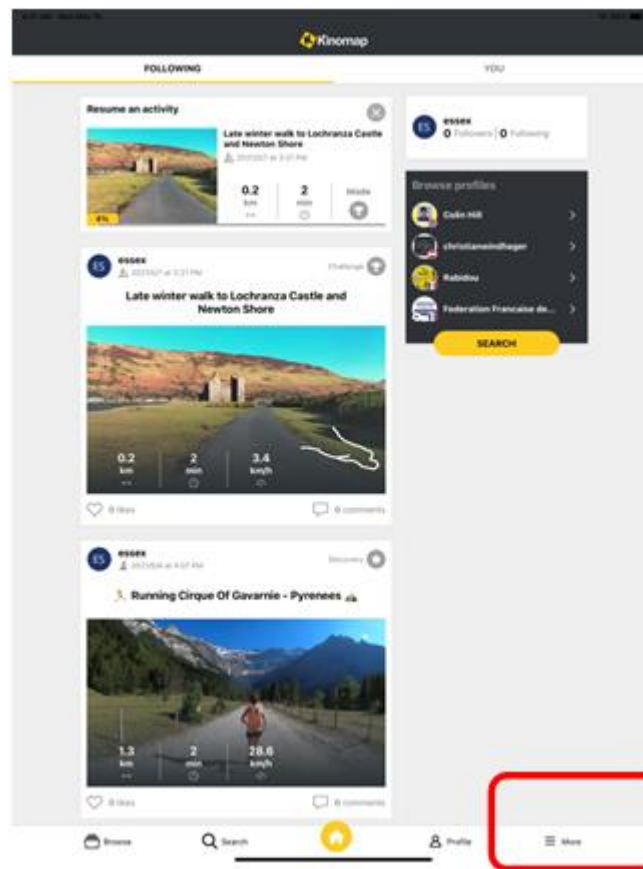 Kinomap
FOLLOWING
YOU
Resume an activity
Late winter walk to Lochranza Castle
and Newton Shore
0.2
km
2
min
Mode
6%
essex
0 Followers | 0 Following
Browse profiles
Colin Hill
christianeindhager
Rabidou
Federation Francaise de...
SEARCH
essex
Challenge
Late winter walk to Lochranza Castle and
Newton Shore
0.2
km
2
min
3.4
km/h
0 likes
0 comments
essex
Discovery
Running Cirque Of Gavarnie - Pyrenees
1.3
km
2
min
28.6
km/h
0 likes
0 comments
Browse
Search
Profile
More